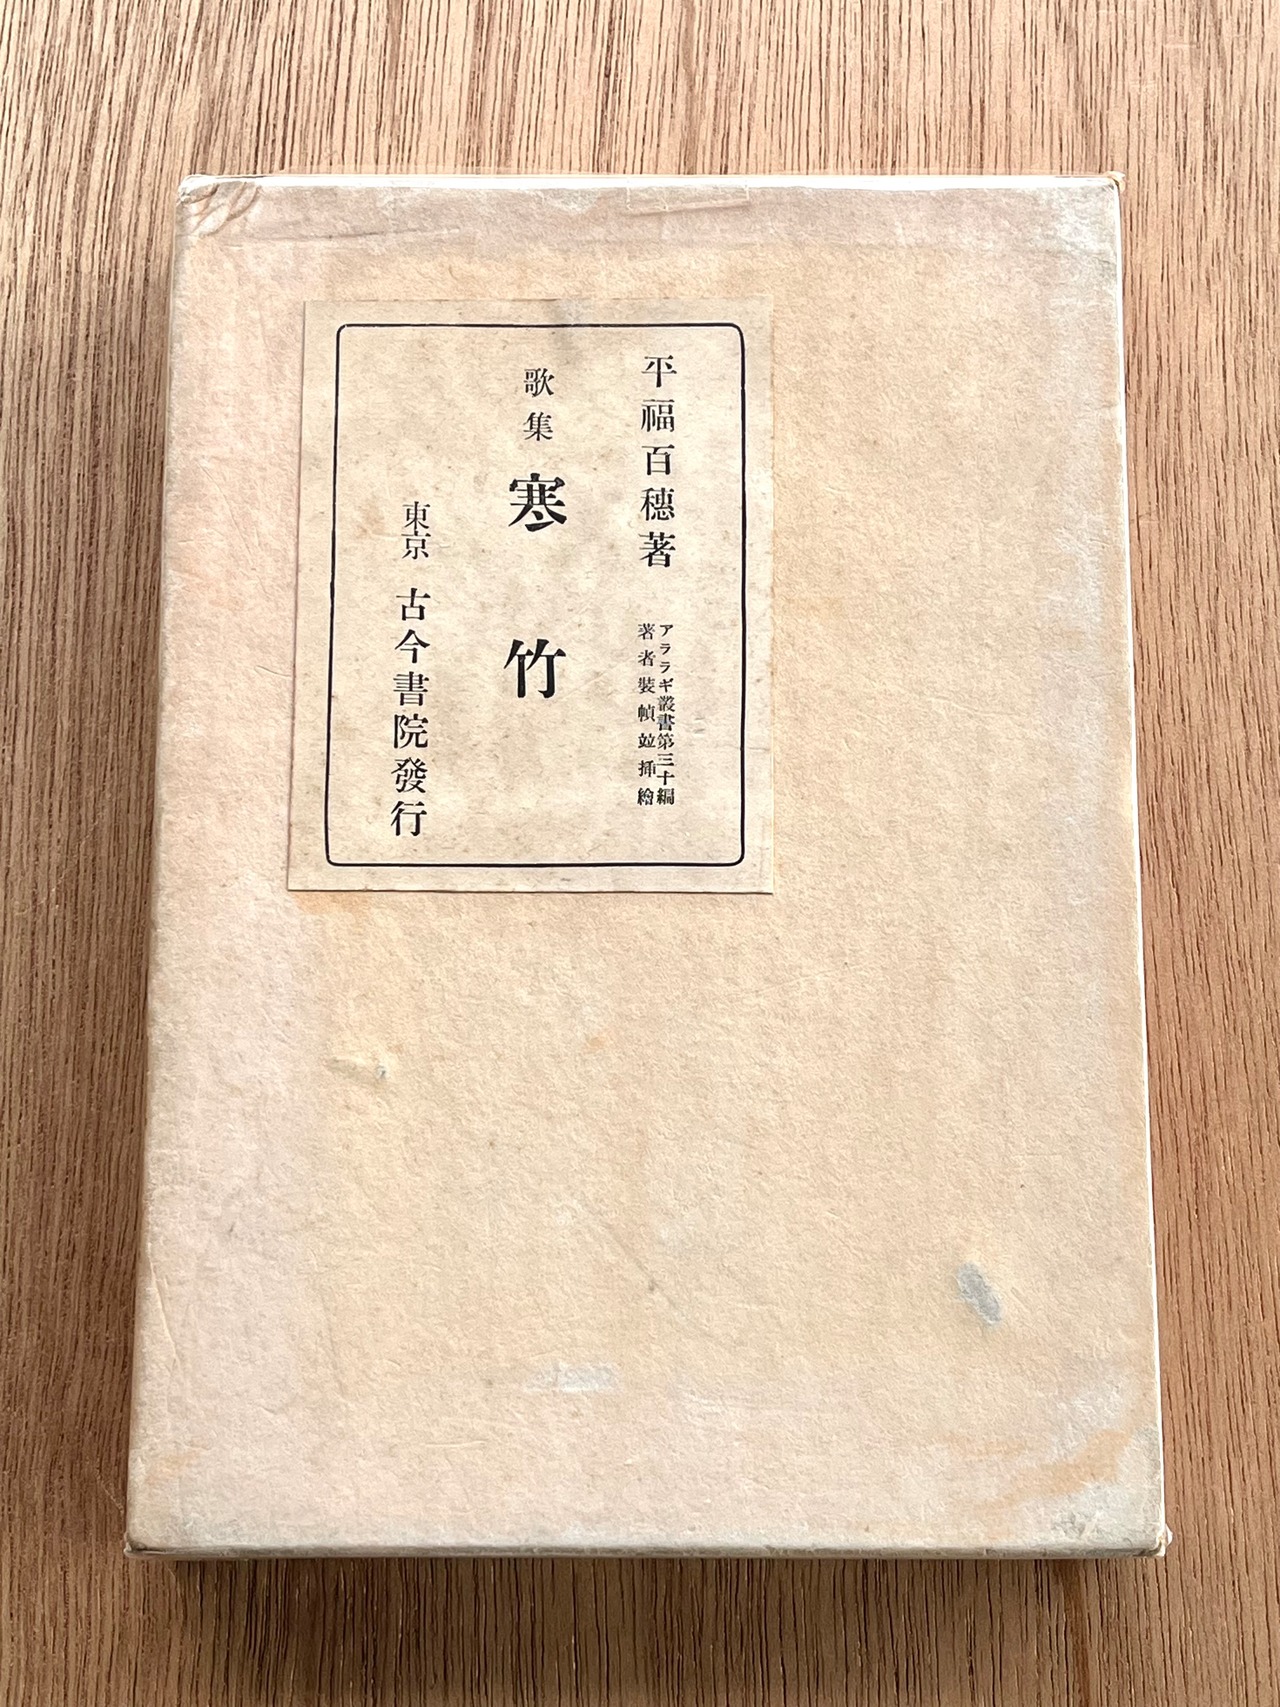 平福百穗著
アララギ叢書第三十編
著者裝幀竝挿繪
歌集 寒竹
東京 古今書院發行